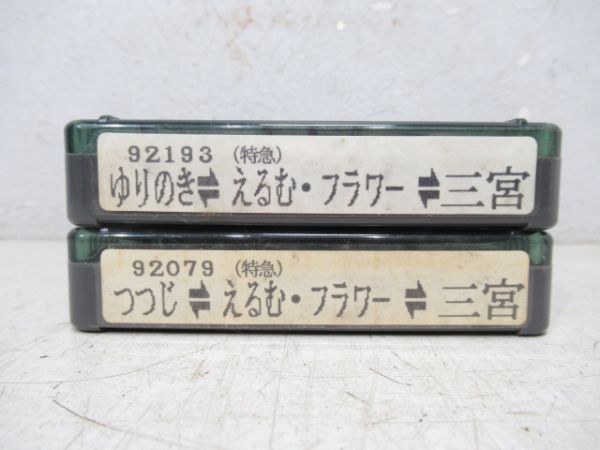 92193 (特急)
ゆりのき⇌えるむ・フラワー⇌三宮
92079 (特急)
つつじ⇌えるむ・フラワー⇌三宮